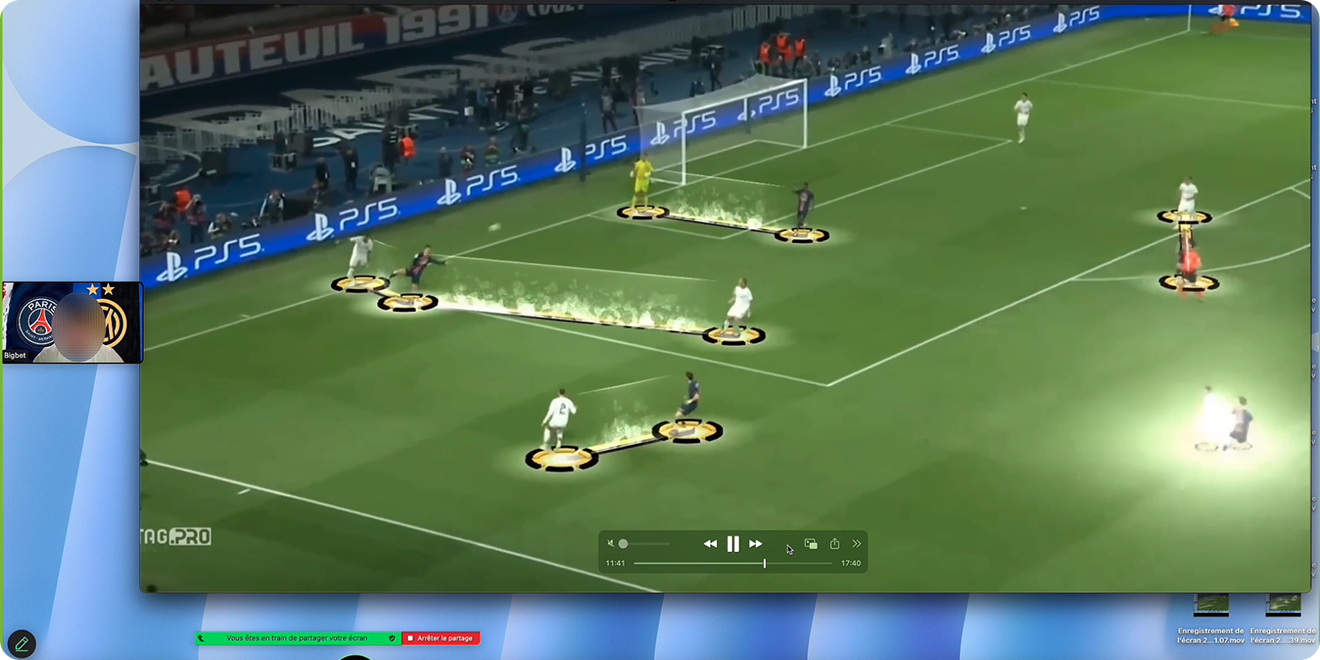 AUTEUIL 1991
PS5
PS5
PS5
PS5
PS5
PS5
PS5
PS5
PS5
PS5
PS5
PARIS
Bigbet
2
TAG.PRO
11:41
17:40
Vous êtes en train de partager votre écran
Arrêter le partage
Enregistrement de
l'écran 2...1.07.mov
Enregistrement de
l'écran 2....39.mov